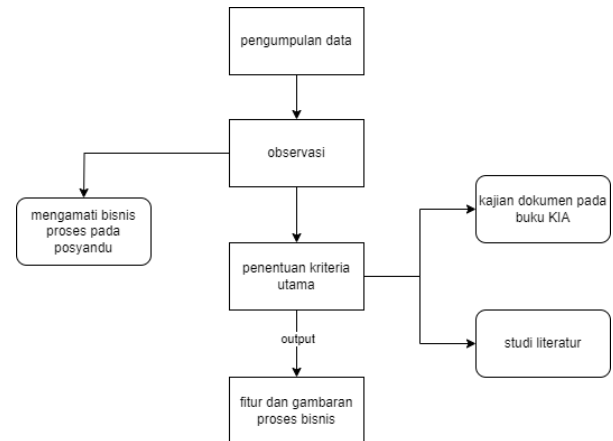 pengumpulan data
observasi
mengamati bisnis
proses pada
posyandu
kajian dokumen pada
buku KIA
penentuan kriteria
utama
studi literatur
output
fitur dan gambaran
proses bisnis